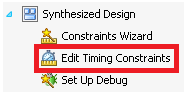 Synthesized Design
Constraints Wizard
Edit Timing Constraints
Set Up Debug